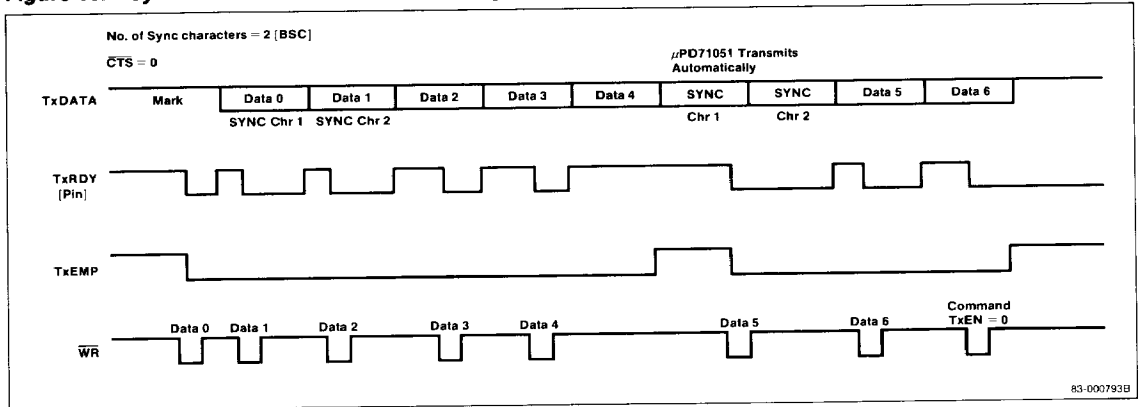 No. of Sync characters = 2 [BSC]
CTS = 0
μPD71051 Transmits
Automatically
TxDATA Mark Data 0 Data 1 Data 2 Data 3 Data 4 SYNC SYNC Data 5 Data 6
SYNC Chr 1 SYNC Chr 2 Chr 1 Chr 2
TxRDY
[Pin]
TxEMP
Command
Data 0 Data 1 Data 2 Data 3 Data 4 Data 5 Data 6 TxEN = 0
WR
83-000793B